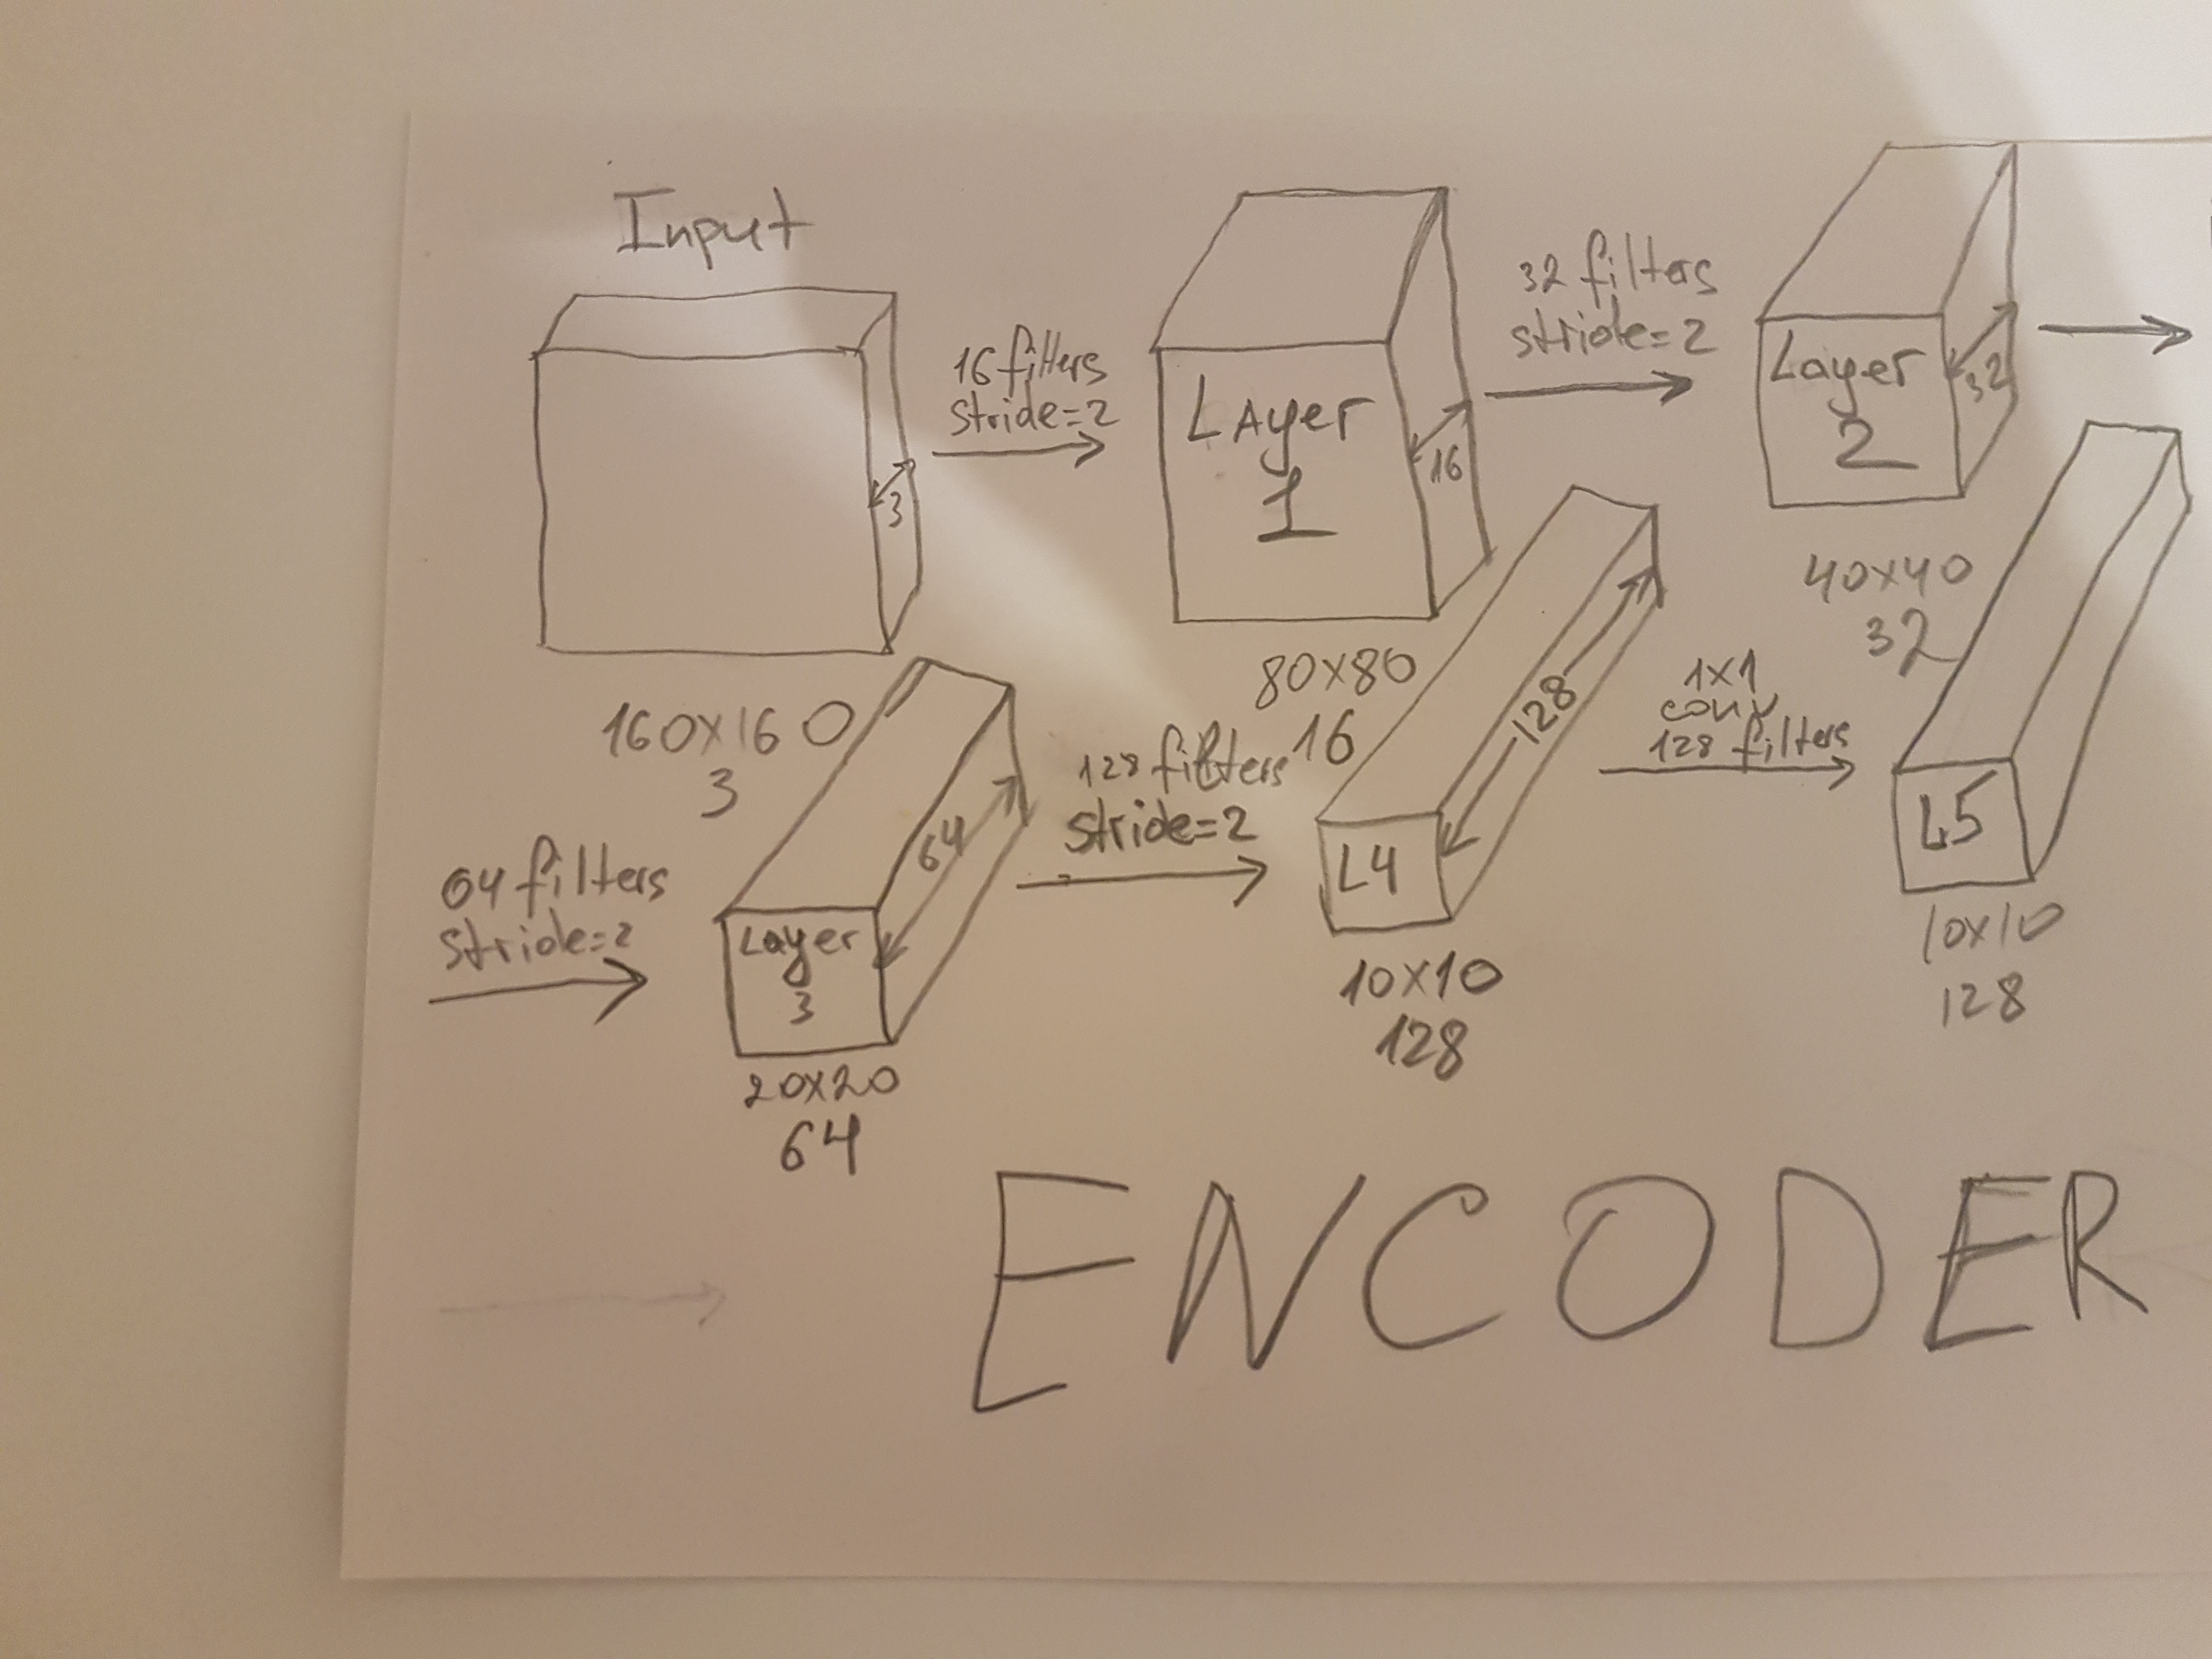 Input
3
160x160
3
16 filters
stride=2
LAyer
1
16
80x80
16
32 filters
stride=2
Layer
2
32
40x40
32
64 filters
stride=2
Layer
3
64
20x20
64
128 filters
stride=2
L4
128
10x10
128
1x1
conv
128 filters
L5
10x10
128
ENCODER